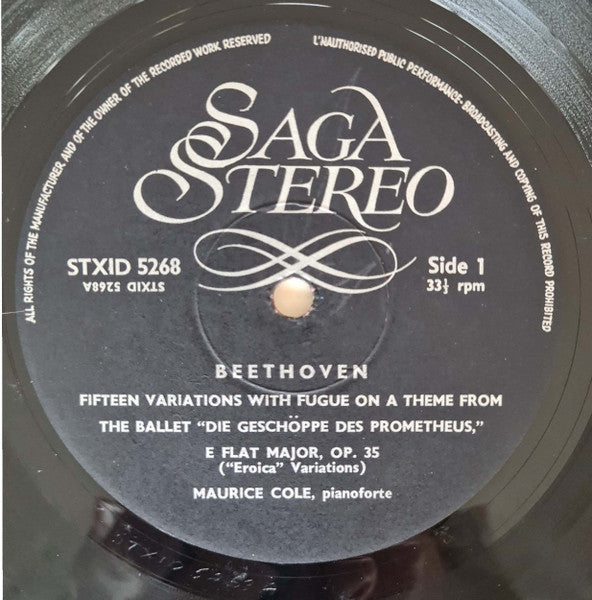 ALL RIGHTS OF THE MANUFACTURER AND OF THE OWNER OF THE RECORDED WORK RESERVED
L'NAUTHORISED PUBLIC PERFORMANCE · BROADCASTING AND COPYING OF THIS RECORD PROHIBITED
SAGA
STEREO
STXID 5268
STXID 5268A
Side 1
33⅓ rpm
BEETHOVEN
FIFTEEN VARIATIONS WITH FUGUE ON A THEME FROM
THE BALLET "DIE GESCHÖPPE DES PROMETHEUS,"
E FLAT MAJOR, OP. 35
("Eroica" Variations)
MAURICE COLE, pianoforte
STXID